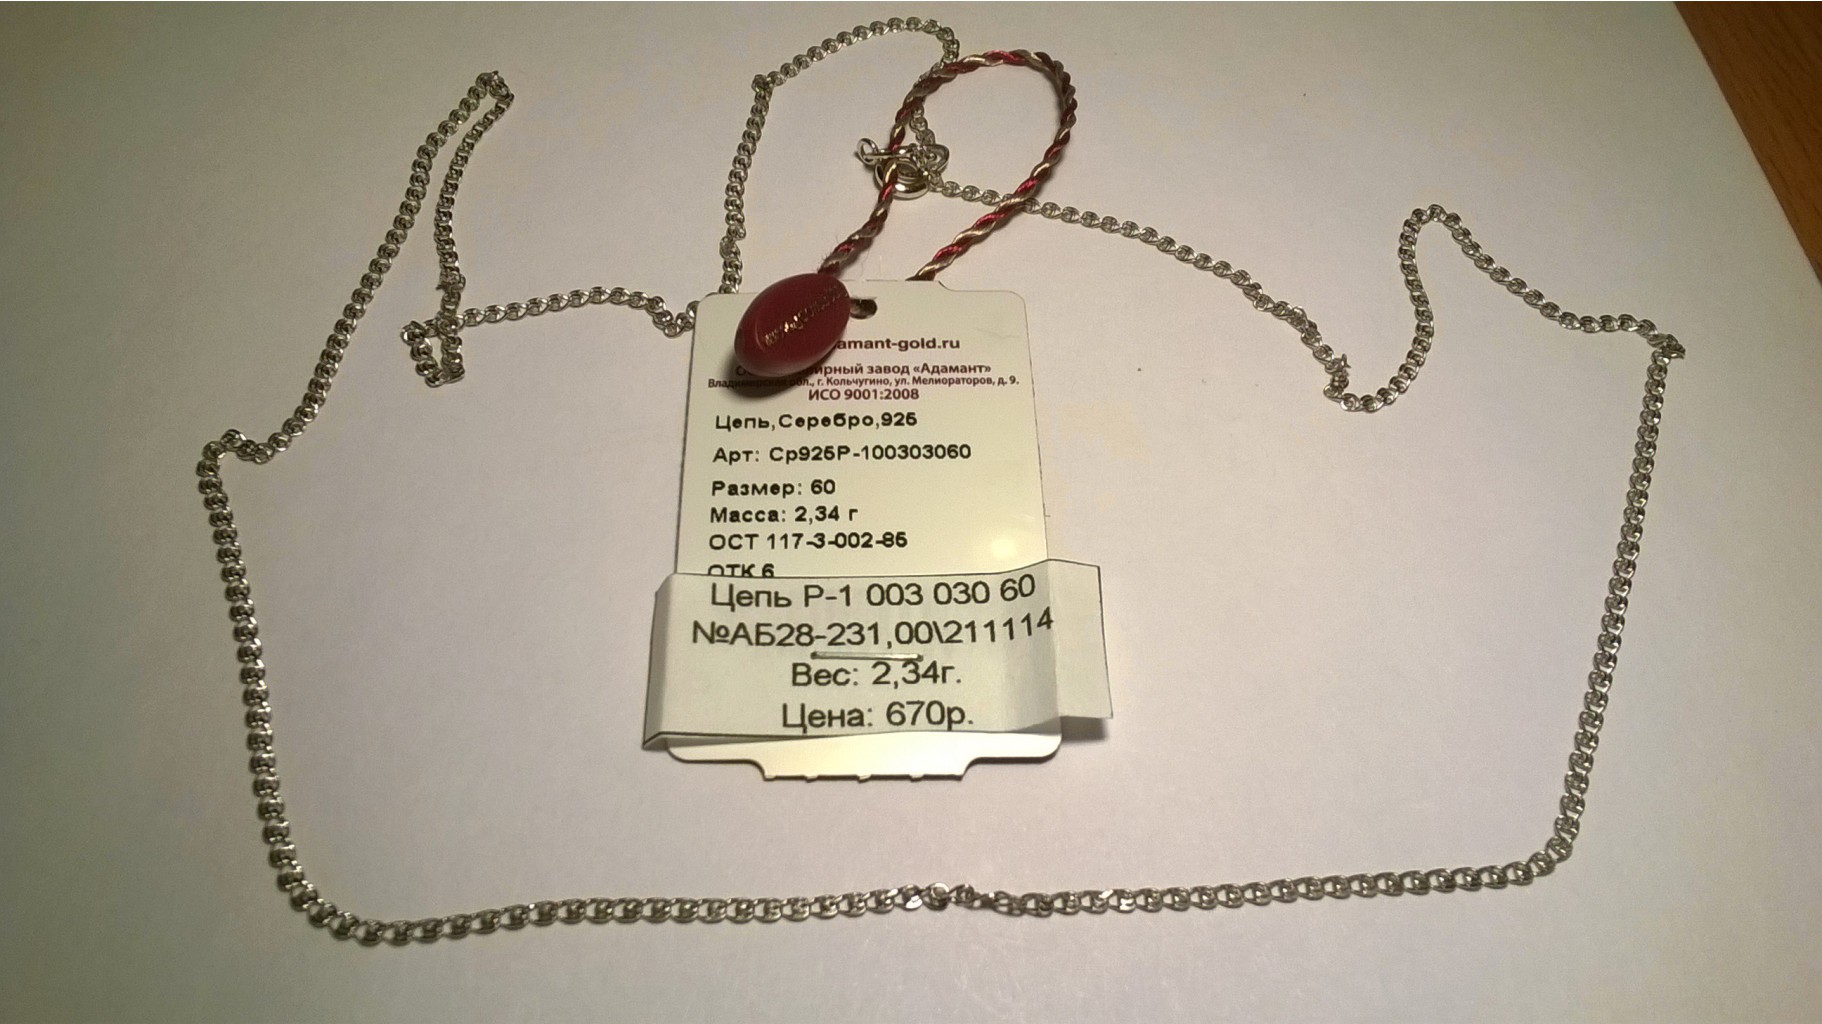 amant-gold.ru
завод «Адамант»
г. Кольчугино, ул. Мелиораторов, д. 9.
ИСО 9001:2008
Цепь,Серебро,925
Арт: Ср925Р-100303060
Размер: 60
Масса: 2,34 г
ОСТ 117-3-002-85
ОТК 6
Цепь Р-1 003 030 60
№АБ28-231,00\211114
Вес: 2,34г.
Цена: 670р.